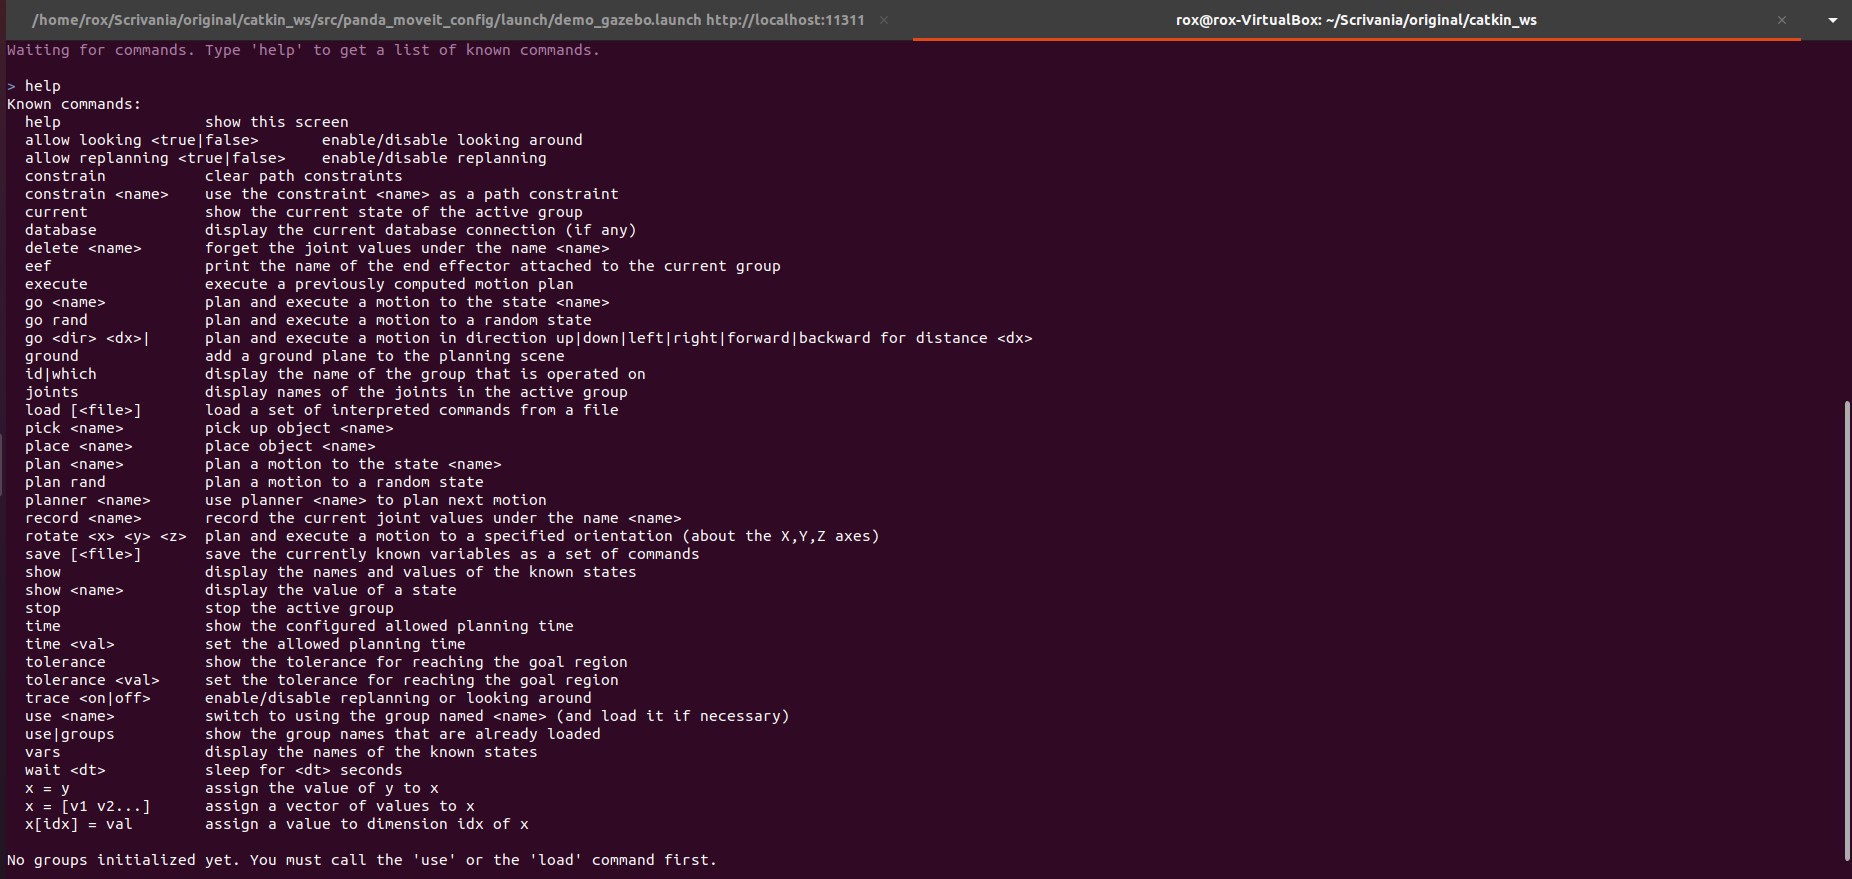 /home/rox/Scrivania/original/catkin_ws/src/panda_moveit_config/launch/demo_gazebo.launch http://localhost:11311 × rox@rox-VirtualBox: ~/Scrivania/original/catkin_ws ×
Waiting for commands. Type 'help' to get a list of known commands.
> help
Known commands:
help show this screen
allow looking <true|false> enable/disable looking around
allow replanning <true|false> enable/disable replanning
constrain clear path constraints
constrain <name> use the constraint <name> as a path constraint
current show the current state of the active group
database display the current database connection (if any)
delete <name> forget the joint values under the name <name>
eef print the name of the end effector attached to the current group
execute execute a previously computed motion plan
go <name> plan and execute a motion to the state <name>
go rand plan and execute a motion to a random state
go <dir> <dx>| plan and execute a motion in direction up|down|left|right|forward|backward for distance <dx>
ground add a ground plane to the planning scene
id|which display the name of the group that is operated on
joints display names of the joints in the active group
load [<file>] load a set of interpreted commands from a file
pick <name> pick up object <name>
place <name> place object <name>
plan <name> plan a motion to the state <name>
plan rand plan a motion to a random state
planner <name> use planner <name> to plan next motion
record <name> record the current joint values under the name <name>
rotate <x> <y> <z> plan and execute a motion to a specified orientation (about the X,Y,Z axes)
save [<file>] save the currently known variables as a set of commands
show display the names and values of the known states
show <name> display the value of a state
stop stop the active group
time show the configured allowed planning time
time <val> set the allowed planning time
tolerance show the tolerance for reaching the goal region
tolerance <val> set the tolerance for reaching the goal region
trace <on|off> enable/disable replanning or looking around
use <name> switch to using the group named <name> (and load it if necessary)
use|groups show the group names that are already loaded
vars display the names of the known states
wait <dt> sleep for <dt> seconds
x = y assign the value of y to x
x = [v1 v2...] assign a vector of values to x
x[idx] = val assign a value to dimension idx of x
No groups initialized yet. You must call the 'use' or the 'load' command first.